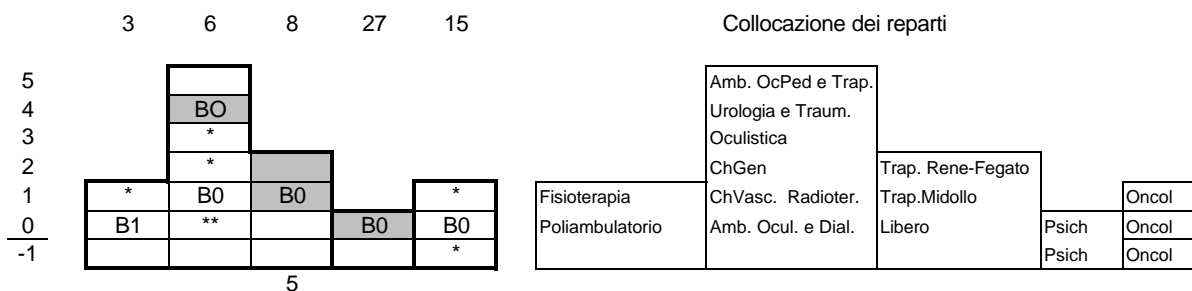 3 6 8 27 15 Collocazione dei reparti
5 Amb. OcPed e Trap.
4 BO Urologia e Traum.
3 * Oculistica
2 * ChGen Trap. Rene-Fegato
1 * B0 B0 * Fisioterapia ChVasc. Radioter. Trap.Midollo Oncol
0 B1 ** B0 B0 Poliambulatorio Amb. Ocul. e Dial. Libero Psich Oncol
-1 * Psich Oncol
5